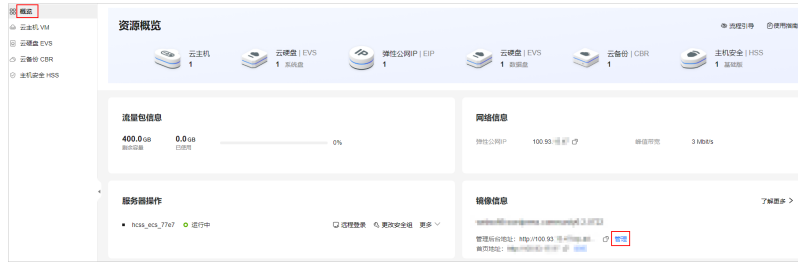 概览
云主机 VM
云硬盘 EVS
云备份 CBR
主机安全 HSS
资源概览
流程引导
使用指南
云主机
1
云硬盘 | EVS
1 系统盘
弹性公网IP | EIP
1
云硬盘 | EVS
1 数据盘
云备份 | CBR
1
主机安全 | HSS
1 基础版
流量包信息
400.0 GB
剩余容量
0.0 GB
已使用
0%
网络信息
弹性公网IP 100.93.
峰值带宽 3 Mbit/s
服务器操作
hcss_ecs_77e7 运行中
远程登录 更改安全组 更多
镜像信息
了解更多 >
管理后台地址: http://100.93. 管理
首页地址: